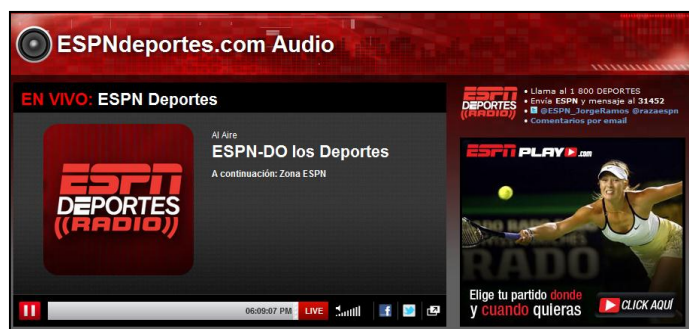 ESPNdeportes.com Audio
EN VIVO: ESPN Deportes
Al Aire
ESPN-DO los Deportes
A continuación: Zona ESPN
ESPN
DEPORTES
((RADIO))
06:09:07 PM
LIVE
ESPN
DEPORTES
((RADIO))
• Llama al 1 800 DEPORTES
• Envía ESPN y mensaje al 31452
• @ESPN_JorgeRamos @razaespn
• Comentarios por email
ESPN PLAY .com
RADO
Elige tu partido donde
y cuando quieras
CLICK AQUÍ